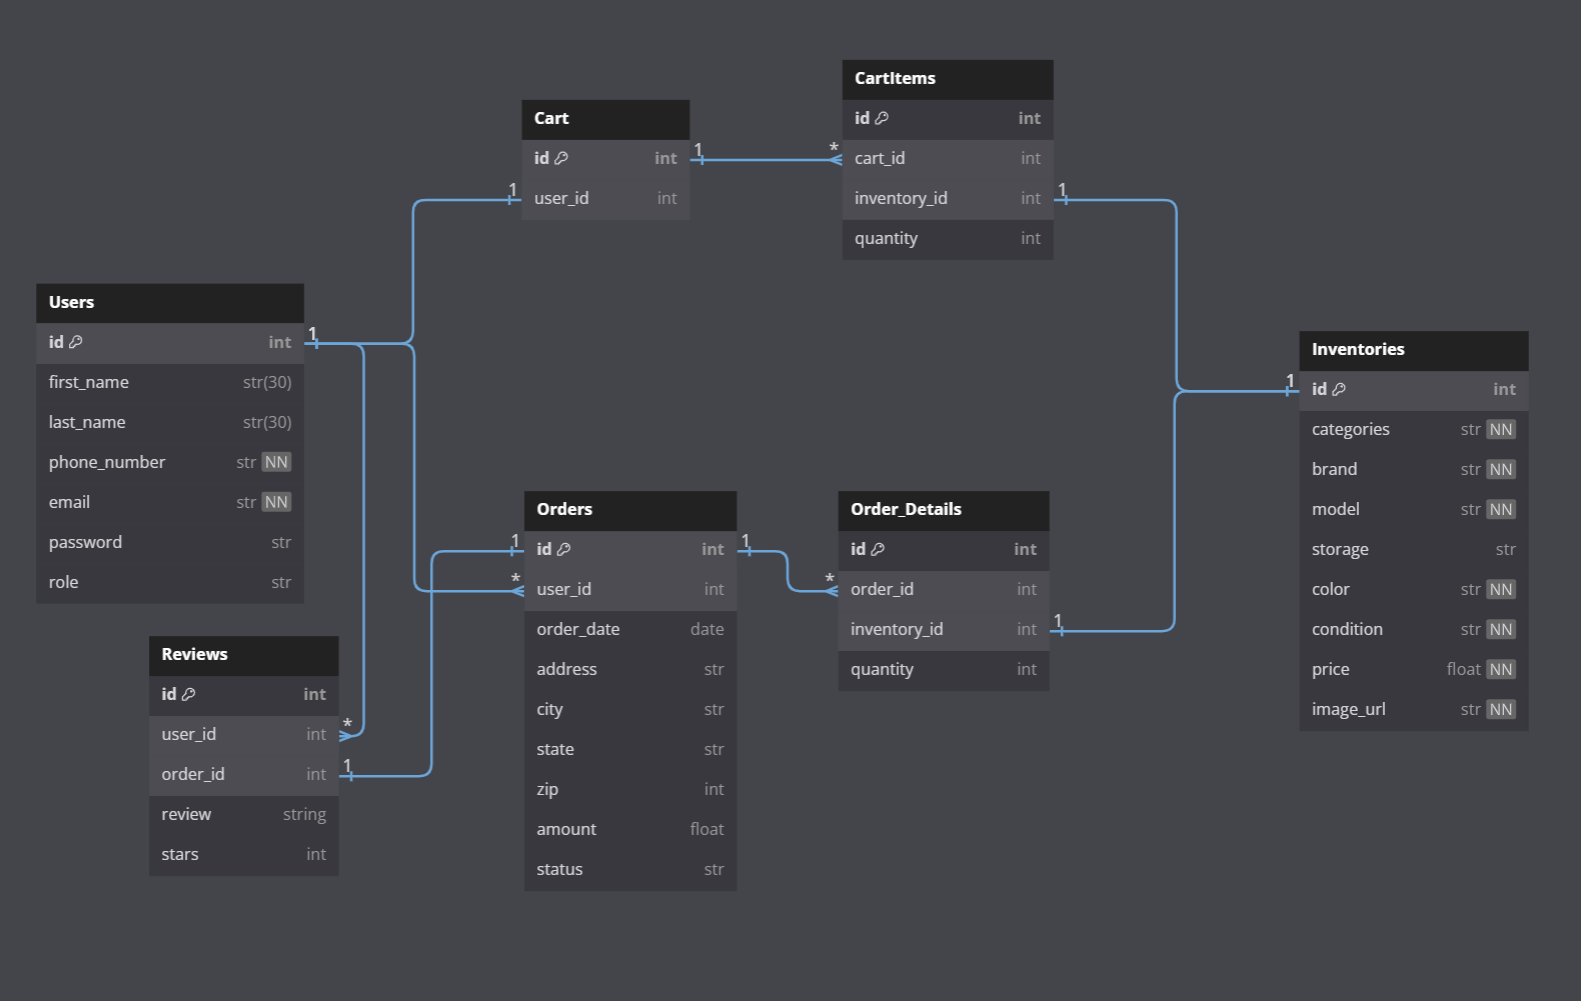 CartItems
id int
cart_id int
inventory_id int
quantity int
Cart
id int
user_id int
1 *
1
1
Users
id int
first_name str(30)
last_name str(30)
phone_number str NN
email str NN
password str
role str
1
Inventories
id int
categories str NN
brand str NN
model str NN
storage str
color str NN
condition str NN
price float NN
image_url str NN
1
Orders
id int
user_id int
order_date date
address str
city str
state str
zip int
amount float
status str
1
*
1
*
Order_Details
id int
order_id int
inventory_id int
quantity int
1
Reviews
id int
user_id int
order_id int
review string
stars int
*
1